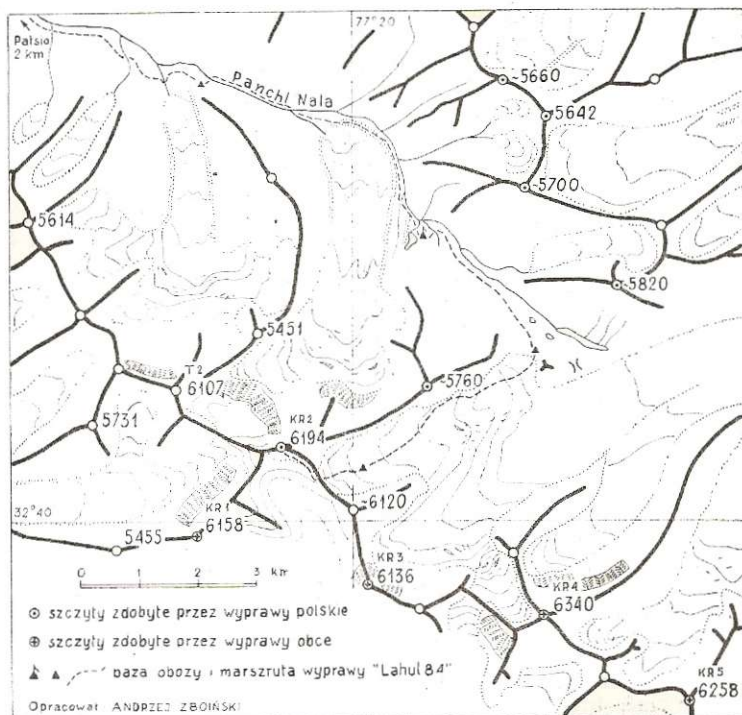 77°20
Patsio
2 km
Panchi Nala
~5660
5642
~5700
5614
~5820
5451
T2
6107
~5760
5731
KR2
6194
32°40
KR1
6158
5455
~6120
KR3
6136
KR4
6340
KR5
6258
0 1 2 3 km
szczyty zdobyte przez wyprawy polskie
szczyty zdobyte przez wyprawy obce
baza obozy i marszruta wyprawy "Lahul 84"
Opracował ANDRZEJ ZBOIŃSKI